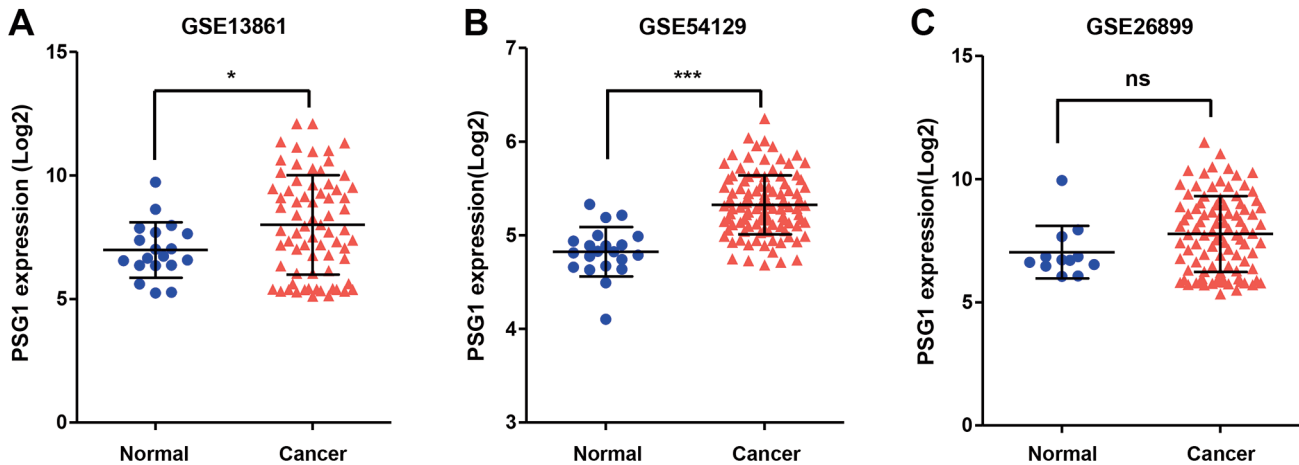 A
GSE13861
PSG1 expression (Log2)
15
10
5
0
*
Normal
Cancer
B
GSE54129
PSG1 expression(Log2)
7
6
5
4
3
***
Normal
Cancer
C
GSE26899
PSG1 expression(Log2)
15
10
5
0
ns
Normal
Cancer